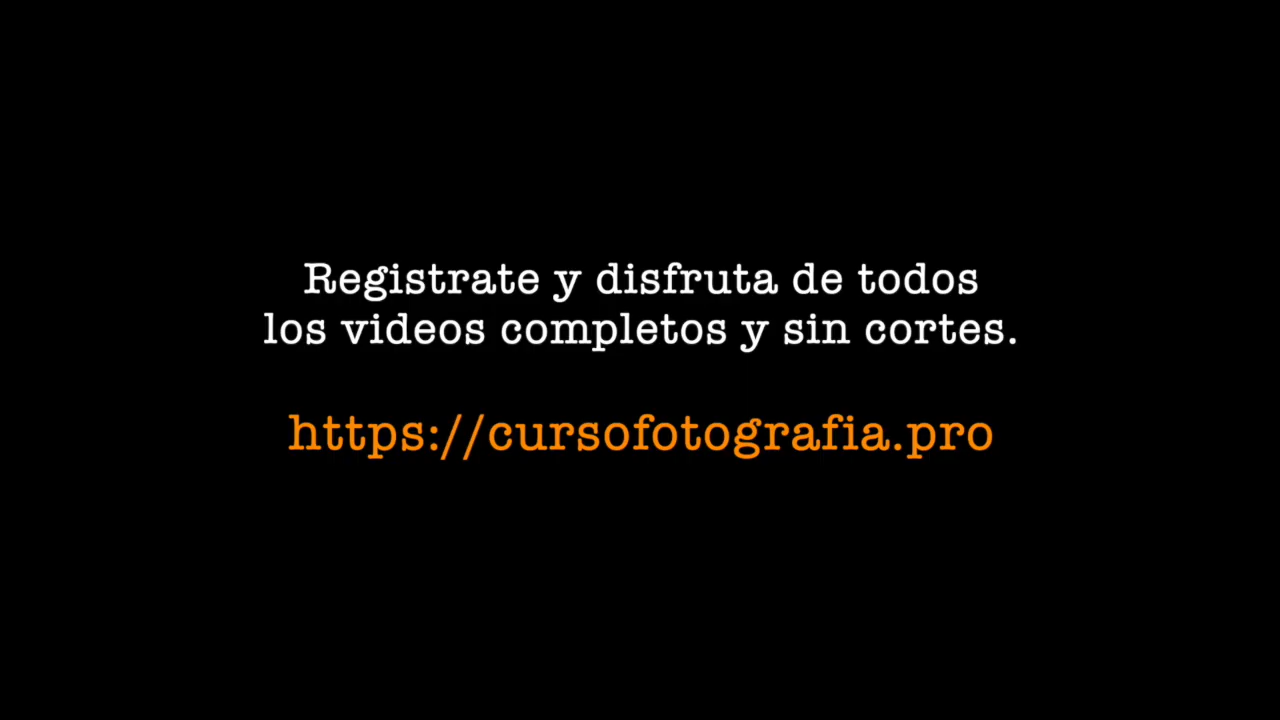 Registrate y disfruta de todos
los videos completos y sin cortes.
https://cursofotografia.pro